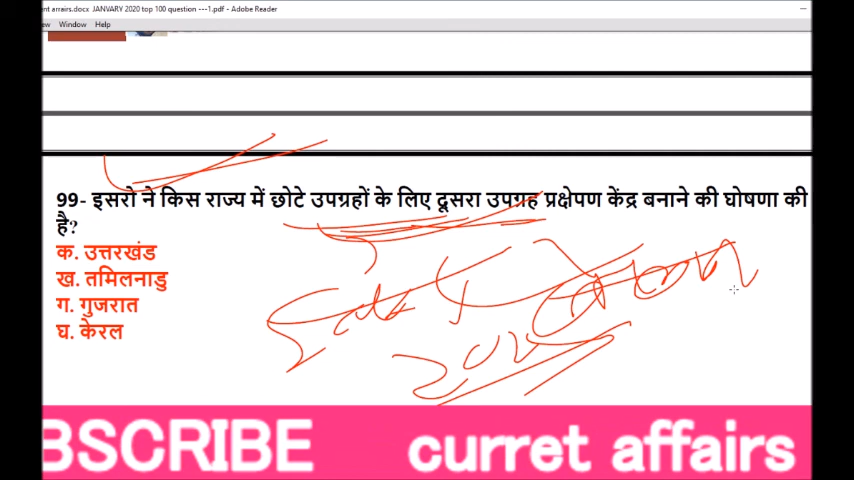 ent arrairs.docx JANVARY 2020 top 100 question ---1.pdf - Adobe Reader
ew Window Help
99- इसरो ने किस राज्य में छोटे उपग्रहों के लिए दूसरा उपग्रह प्रक्षेपण केंद्र बनाने की घोषणा की
है?
क. उत्तरखंड
ख. तमिलनाडु
ग. गुजरात
घ. केरल
BSCRIBE curret affairs